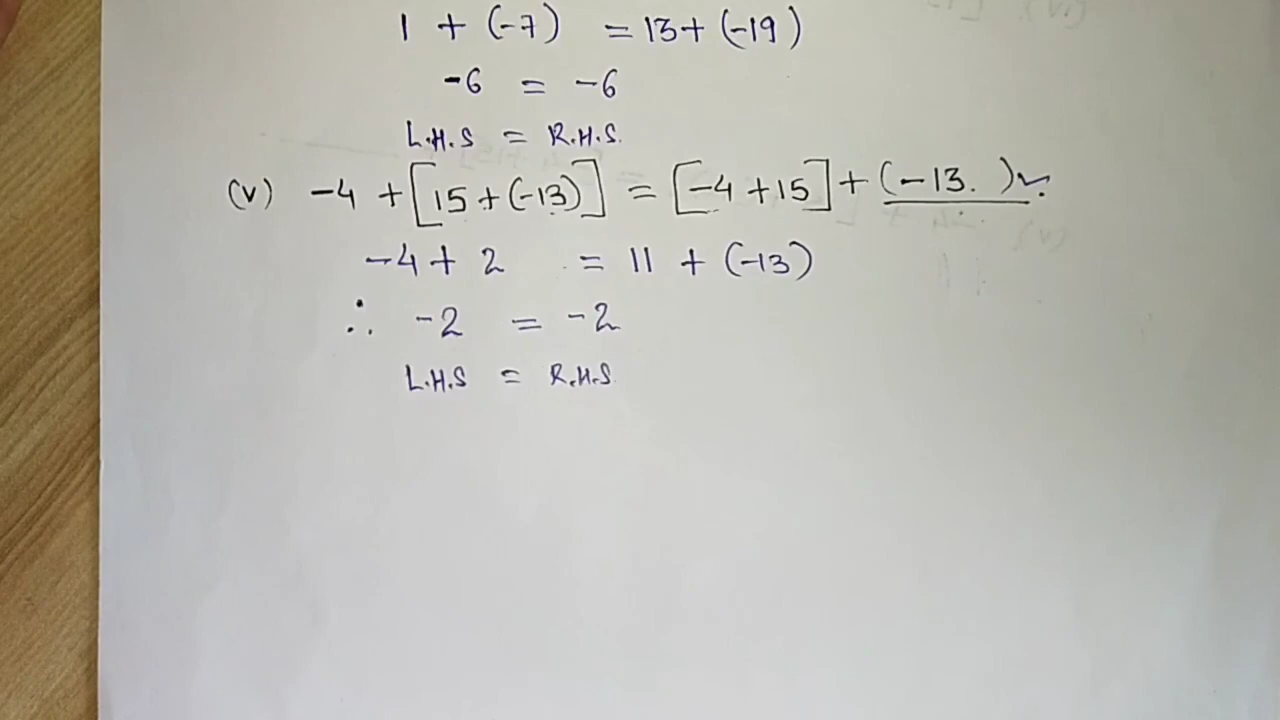 1 + (-7) = 13 + (-19)
-6 = -6
L.H.S = R.H.S.
(v) -4 + [15 + (-13)] = [-4 + 15] + (-13.)
-4 + 2 = 11 + (-13)
∴ -2 = -2
L.H.S = R.H.S.